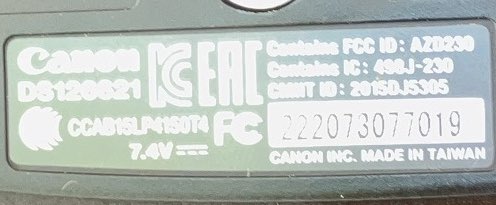 Canon
DS126621
Contains FCC ID : AZD230
Contains IC : 498J-230
CMIIT ID : 2015DJ5305
CCAB15LP4150T4
FC
222073077019
7.4V
CANON INC. MADE IN TAIWAN